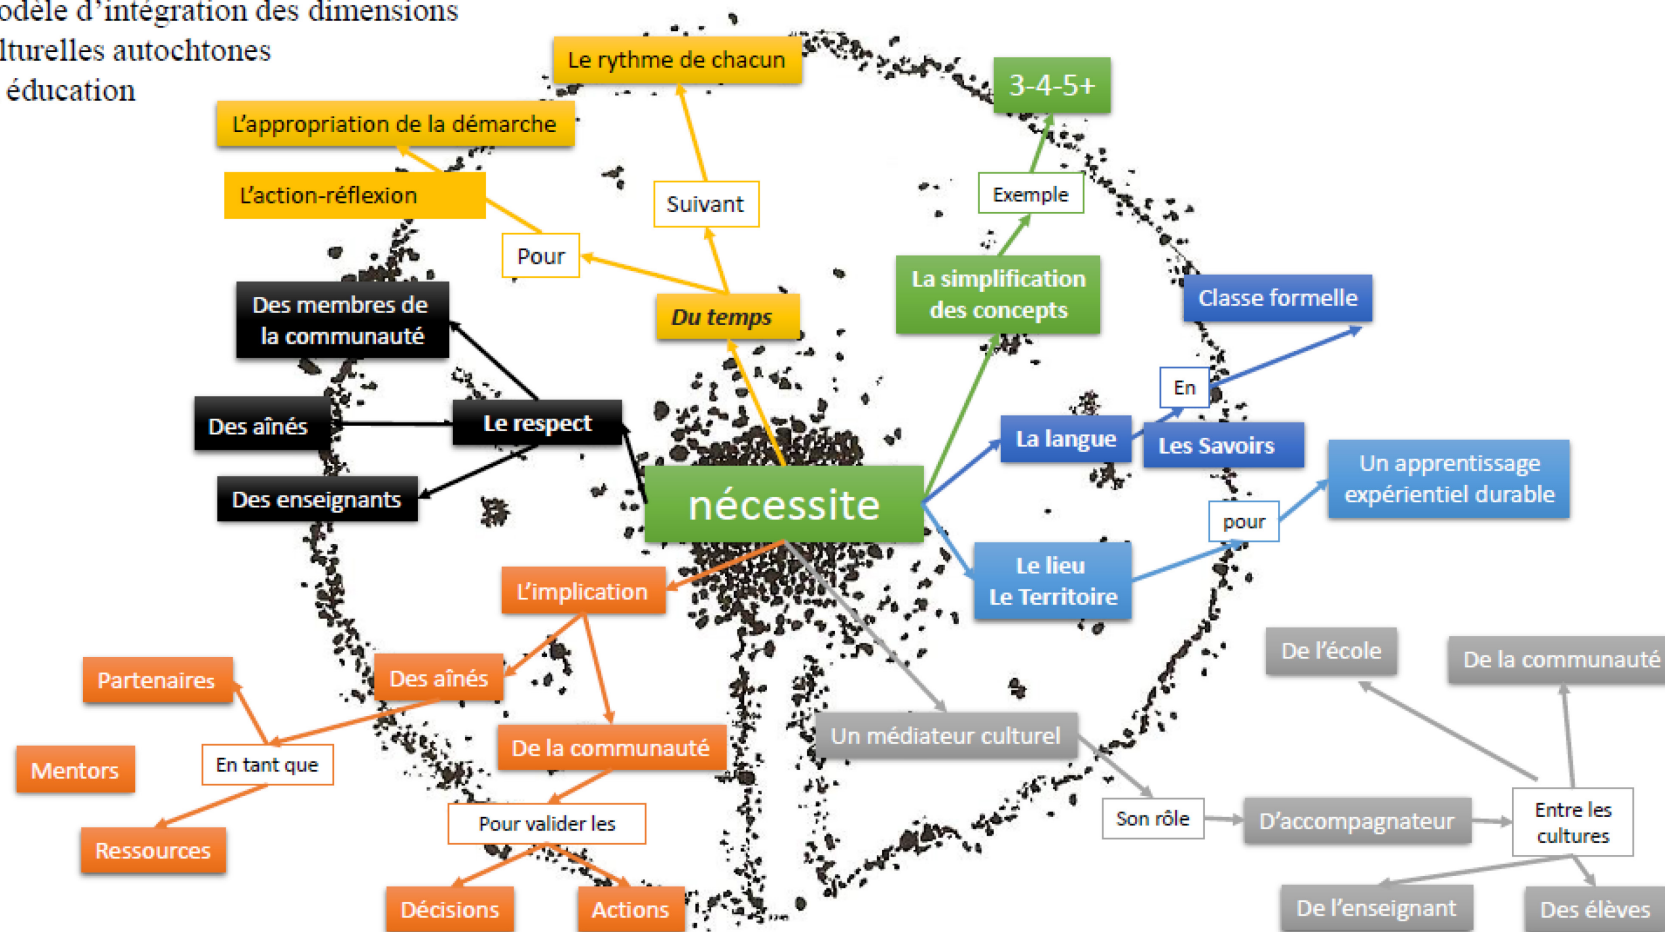 odèle d’intégration des dimensions
lturelles autochtones
éducation
Le rythme de chacun
3-4-5+
L’appropriation de la démarche
L’action-réflexion
Suivant
Exemple
Pour
La simplification
des concepts
Des membres de
la communauté
Du temps
Classe formelle
En
Des aînés
Le respect
La langue
Les Savoirs
Un apprentissage
expérientiel durable
Des enseignants
nécessite
pour
L’implication
Le lieu
Le Territoire
De l’école
De la communauté
Partenaires
Des aînés
Mentors
En tant que
De la communauté
Un médiateur culturel
Ressources
Pour valider les
Son rôle
D’accompagnateur
Entre les
cultures
Décisions
Actions
De l’enseignant
Des élèves